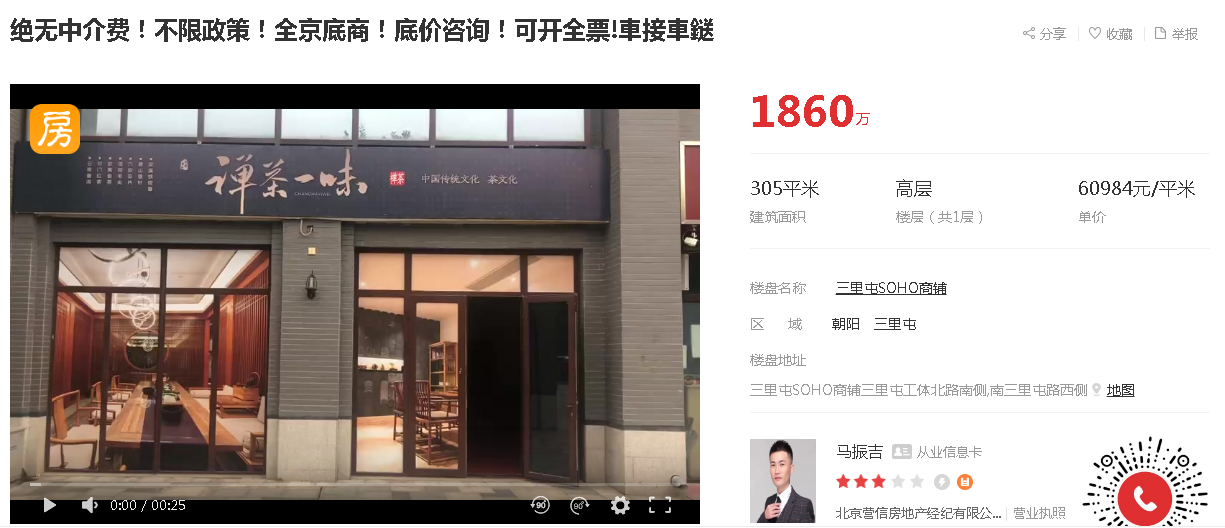 绝无中介费！不限政策！全京底商！底价咨询！可开全票!車接車鎹
分享
收藏
举报
房
禅茶一味
禅茶
中国传统文化 茶文化
0:00 / 00:25
90
90
1860万
305平米
建筑面积
高层
楼层（共1层）
60984元/平米
单价
楼盘名称 三里屯SOHO商铺
区 域 朝阳 三里屯
楼盘地址
三里屯SOHO商铺三里屯工体北路南侧,南三里屯路西侧 地图
马振吉 从业信息卡
北京营信房地产经纪有限公... 营业执照